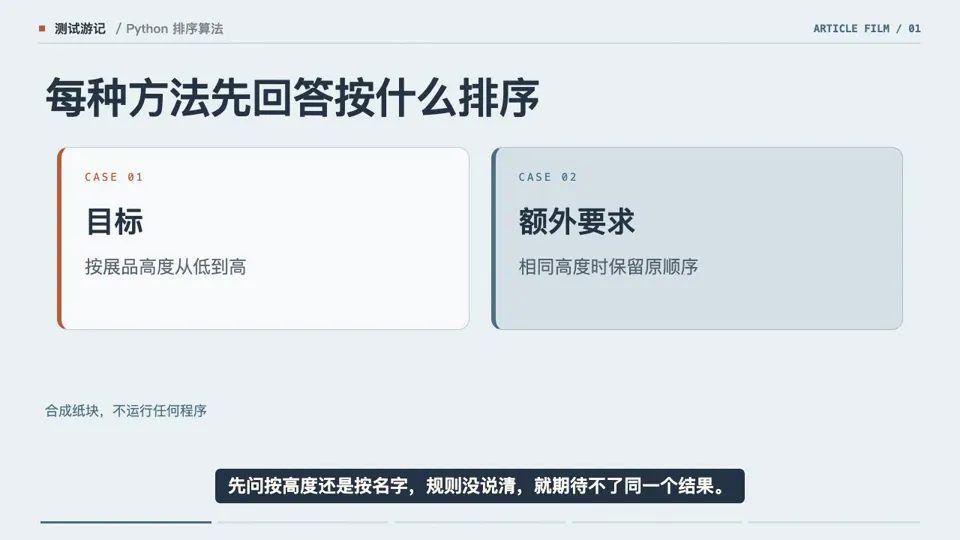 测试游记 / Python 排序算法
ARTICLE FILM / 01
每种方法先回答按什么排序
CASE 01
目标
按展品高度从低到高
CASE 02
额外要求
相同高度时保留原顺序
合成纸块，不运行任何程序
先问按高度还是按名字，规则没说清，就期待不了同一个结果。